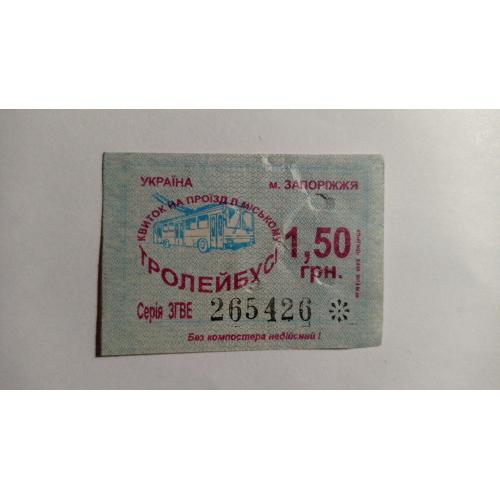 УКРАЇНА м. ЗАПОРІЖЖЯ
КВИТОК НА ПРОЇЗД В МІСЬКОМУ
ТРОЛЕЙБУСІ
1,50
грн.
Серія ЗГВЕ 265426
Без компостера недійсний !